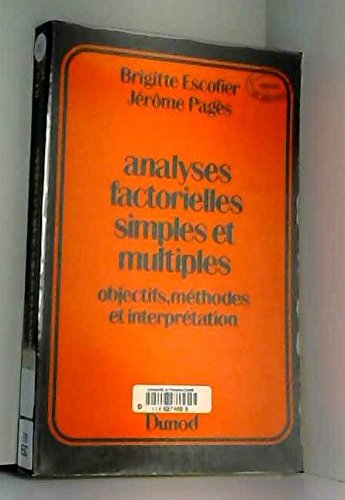 Brigitte Escofier
Jérôme Pagès
analyses
factorielles
simples et
multiples
objectifs, méthodes
et interprétation
Dunod